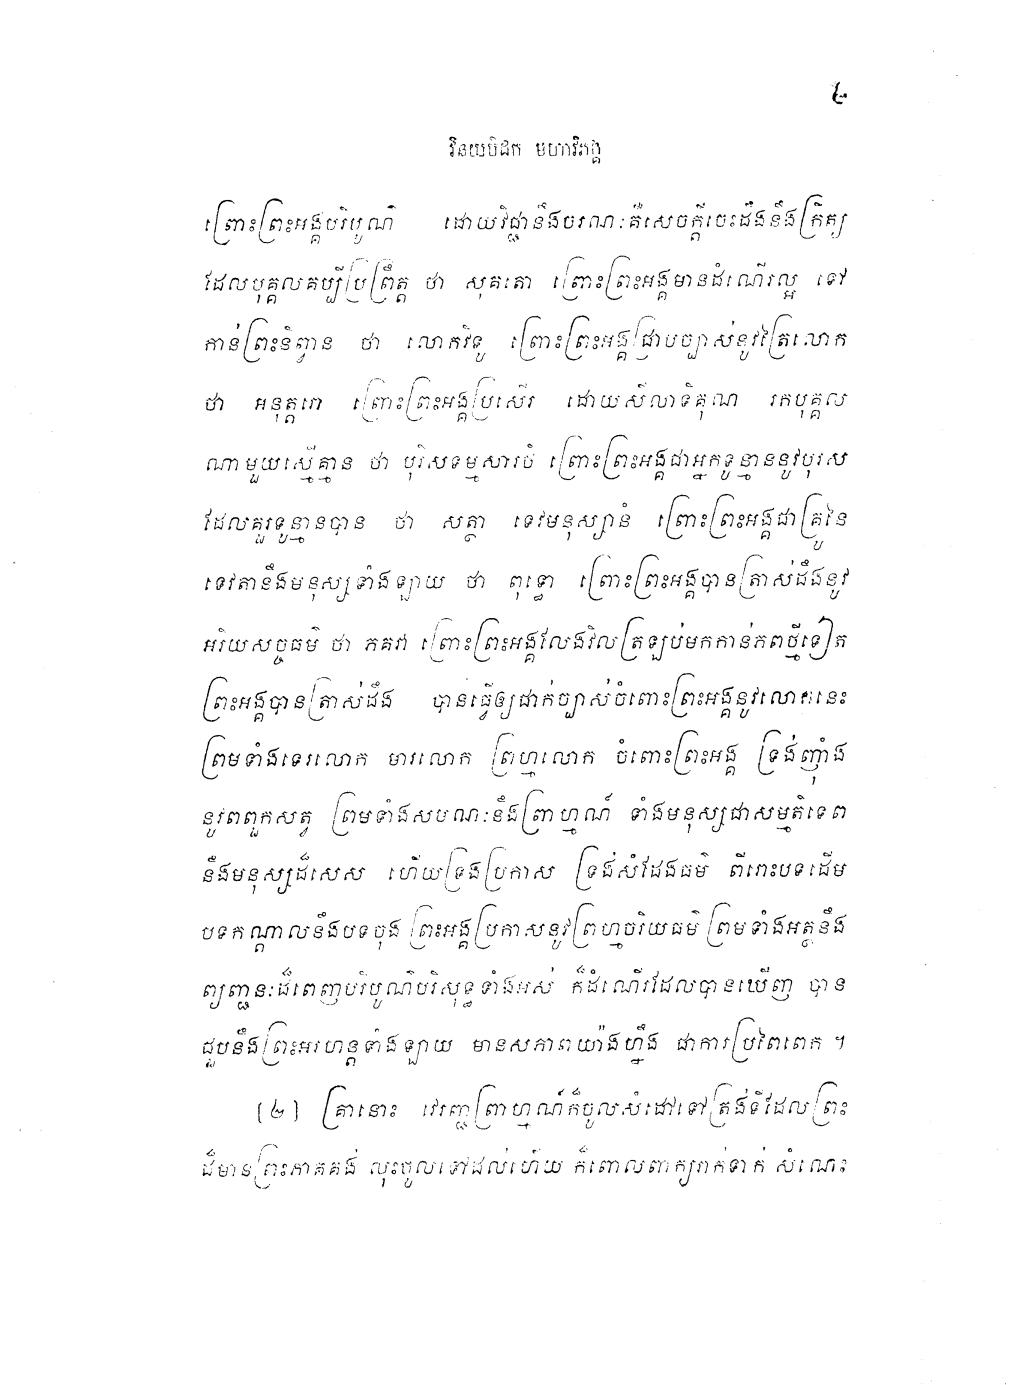 ៤
វិនយបិដក មហាវិភង្គ
ព្រោះព្រះអង្គបរិបូណ៌ ដោយវិជ្ជានឹងចរណៈគឺសេចក្តីចេះដឹងនឹងក្រឹត្យ
ដែលបុគ្គលគប្បីប្រព្រឹត្ត ថា សុគតោ ព្រោះព្រះអង្គមានដំណើរល្អ ទៅ
កាន់ព្រះនិព្វាន ថា លោកវិទូ ព្រោះព្រះអង្គជ្រាបច្បាស់នូវត្រៃលោក
ថា អនុត្តរោ ព្រោះព្រះអង្គប្រសើរ ដោយសីលាទិគុណ រកបុគ្គល
ណាមួយស្មើគ្មាន ថា បុរិសទម្មសារថិ ព្រោះព្រះអង្គជាអ្នកទូន្មាននូវបុរស
ដែលគួរទូន្មានបាន ថា សត្ថា ទេវមនុស្សានំ ព្រោះព្រះអង្គជាគ្រូនៃ
ទេវតានឹងមនុស្សទាំងឡាយ ថា ពុទ្ធោ ព្រោះព្រះអង្គបានត្រាស់ដឹងនូវ
អរិយសច្ចធម៌ ថា ភគវា ព្រោះព្រះអង្គលែងវិលត្រឡប់មកកាន់ភពថ្មីទៀត
ព្រះអង្គបានត្រាស់ដឹង បានធ្វើឲ្យជាក់ច្បាស់ចំពោះព្រះអង្គនូវលោកនេះ
ព្រមទាំងទេវលោក មារលោក ព្រហ្មលោក ចំពោះព្រះអង្គ ទ្រង់ញ៉ាំង
នូវពពួកសត្វ ព្រមទាំងសមណៈនឹងព្រាហ្មណ៍ ទាំងមនុស្សជាសម្មតិទេព
នឹងមនុស្សដ៏សេស ហើយទ្រង់ប្រកាស ទ្រង់សំដែងធម៌ ពីរោះបទដើម
បទកណ្តាលនឹងបទចុង ព្រះអង្គប្រកាសនូវព្រហ្មចរិយធម៌ ព្រមទាំងអត្ថនឹង
ព្យញ្ជនៈដ៏ពេញបរិបូណ៌បរិសុទ្ធទាំងអស់ ក៏ដំណើរដែលបានឃើញ បាន
ជួបនឹងព្រះអរហន្តទាំងឡាយ មានសភាពយ៉ាងហ្នឹង ជាការប្រពៃពេក ។
(២) គ្រានោះ វេរញ្ជព្រាហ្មណ៍ក៏ចូលសំដៅទៅត្រង់ទីដែលព្រះ
ដ៏មានព្រះភាគគង់ លុះចូលទៅដល់ហើយ ក៏ពោលពាក្យរាក់ទាក់ សំណេះ